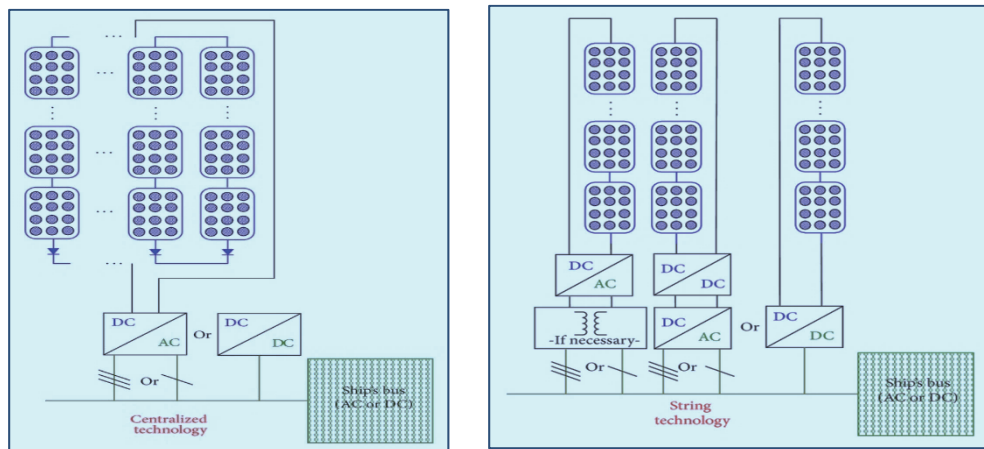 DC
AC
Or
DC
DC
Or
Centralized
technology
Ship's bus
(AC or DC)
DC
AC
DC
DC
-If necessary-
DC
AC
Or
DC
DC
Or
Or
String
technology
Ship's bus
(AC or DC)